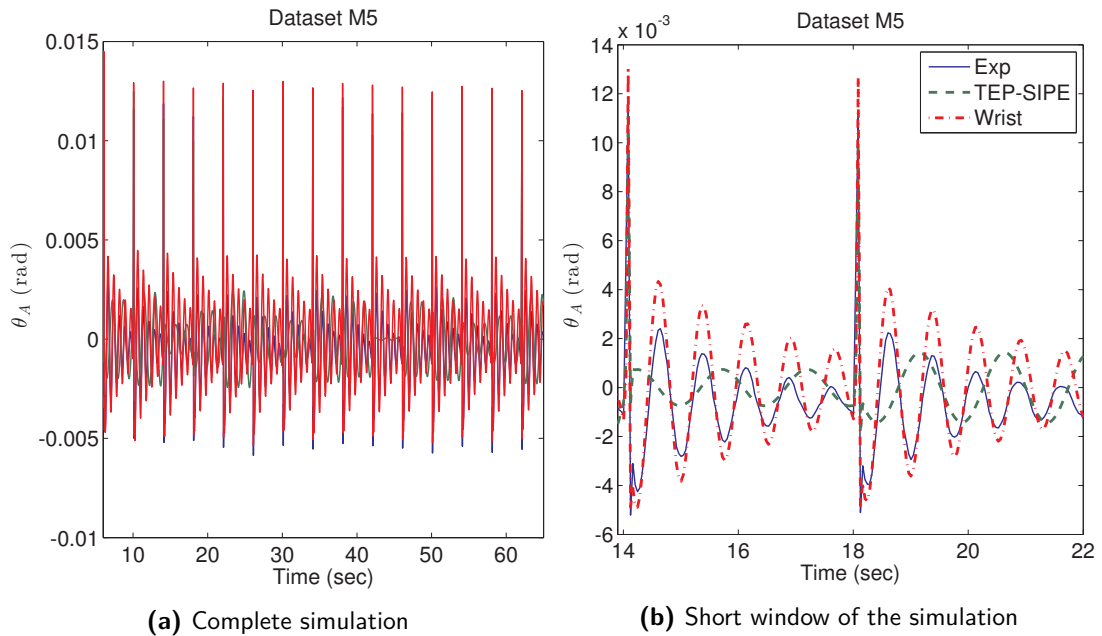 Dataset M5
0.015
0.01
0.005
0
-0.005
-0.01
θ_A (rad)
10 20 30 40 50 60
Time (sec)
(a) Complete simulation
Dataset M5
x 10^-3
14
12
10
8
6
4
2
0
-2
-4
-6
θ_A (rad)
14 16 18 20 22
Time (sec)
Exp
TEP-SIPE
Wrist
(b) Short window of the simulation